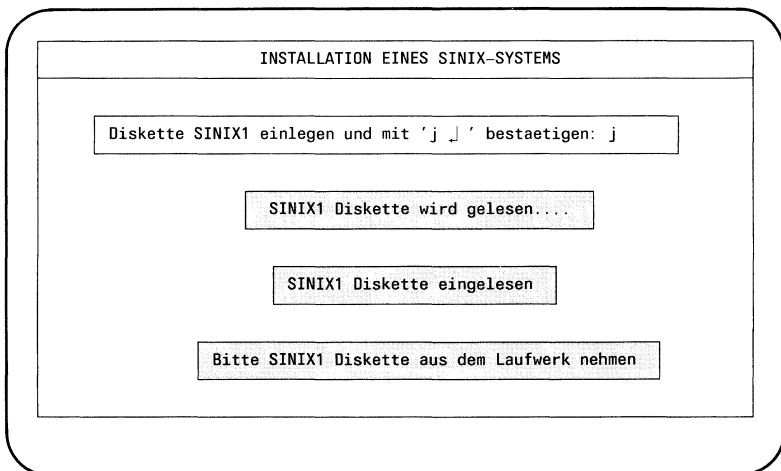 INSTALLATION EINES SINIX–SYSTEMS
Diskette SINIX1 einlegen und mit 'j ↲ ' bestaetigen: j
SINIX1 Diskette wird gelesen....
SINIX1 Diskette eingelesen
Bitte SINIX1 Diskette aus dem Laufwerk nehmen